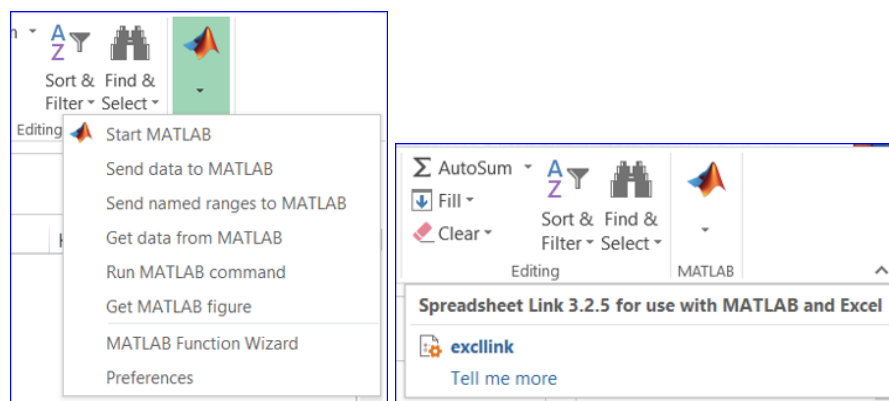 Sort & Find &
Filter Select
Editing
Start MATLAB
Send data to MATLAB
Send named ranges to MATLAB
Get data from MATLAB
Run MATLAB command
Get MATLAB figure
MATLAB Function Wizard
Preferences
Σ AutoSum
Fill
Clear
A
Z
Sort & Find &
Filter Select
Editing MATLAB
Spreadsheet Link 3.2.5 for use with MATLAB and Excel
excllink
Tell me more